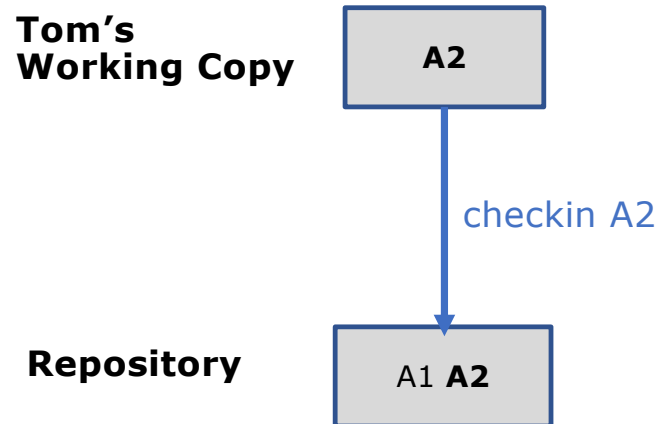 Tom’s
Working Copy
A2
checkin A2
Repository
A1 A2